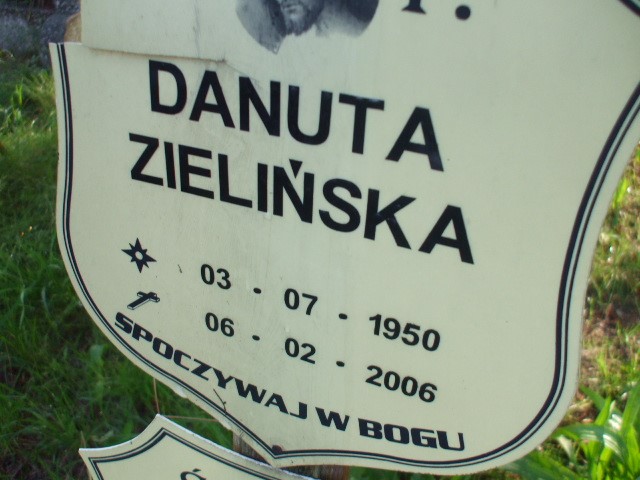 DANUTA
ZIELIŃSKA
03 - 07 - 1950
06 - 02 - 2006
SPOCZYWAJ W BOGU